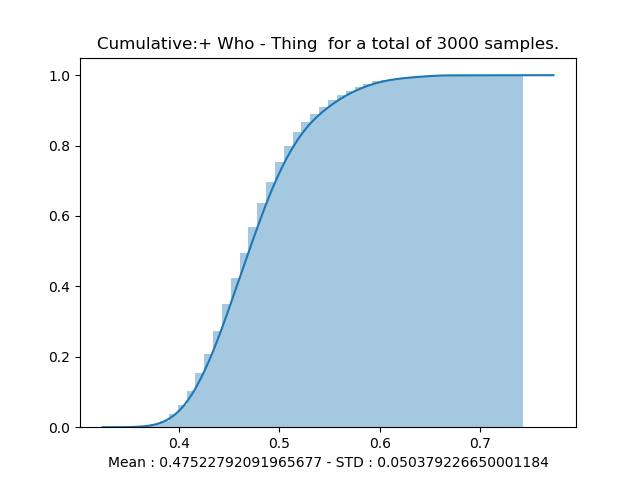 Cumulative:+ Who - Thing  for a total of 3000 samples.
1.0
0.8
0.6
0.4
0.2
0.0
0.4 0.5 0.6 0.7
Mean : 0.47522792091965677 - STD : 0.050379226650001184